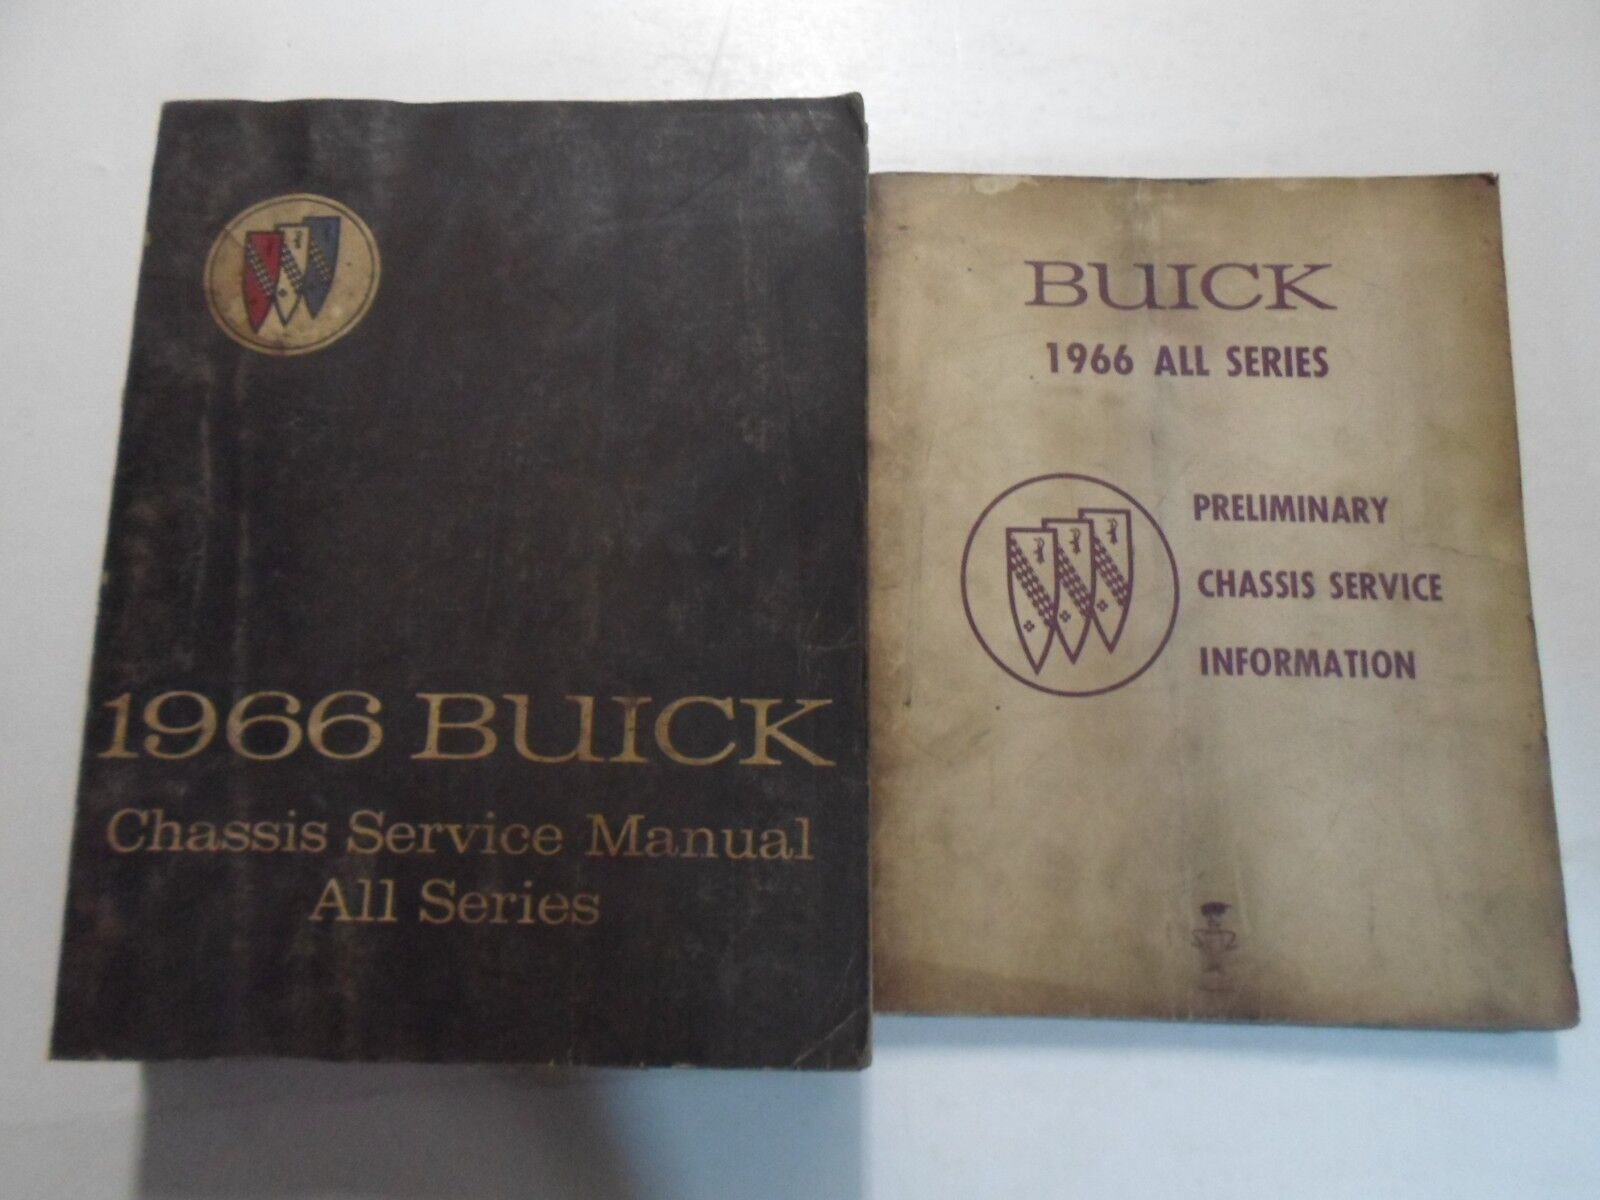 1966 BUICK
Chassis Service Manual
All Series
BUICK
1966 ALL SERIES
PRELIMINARY
CHASSIS SERVICE
INFORMATION